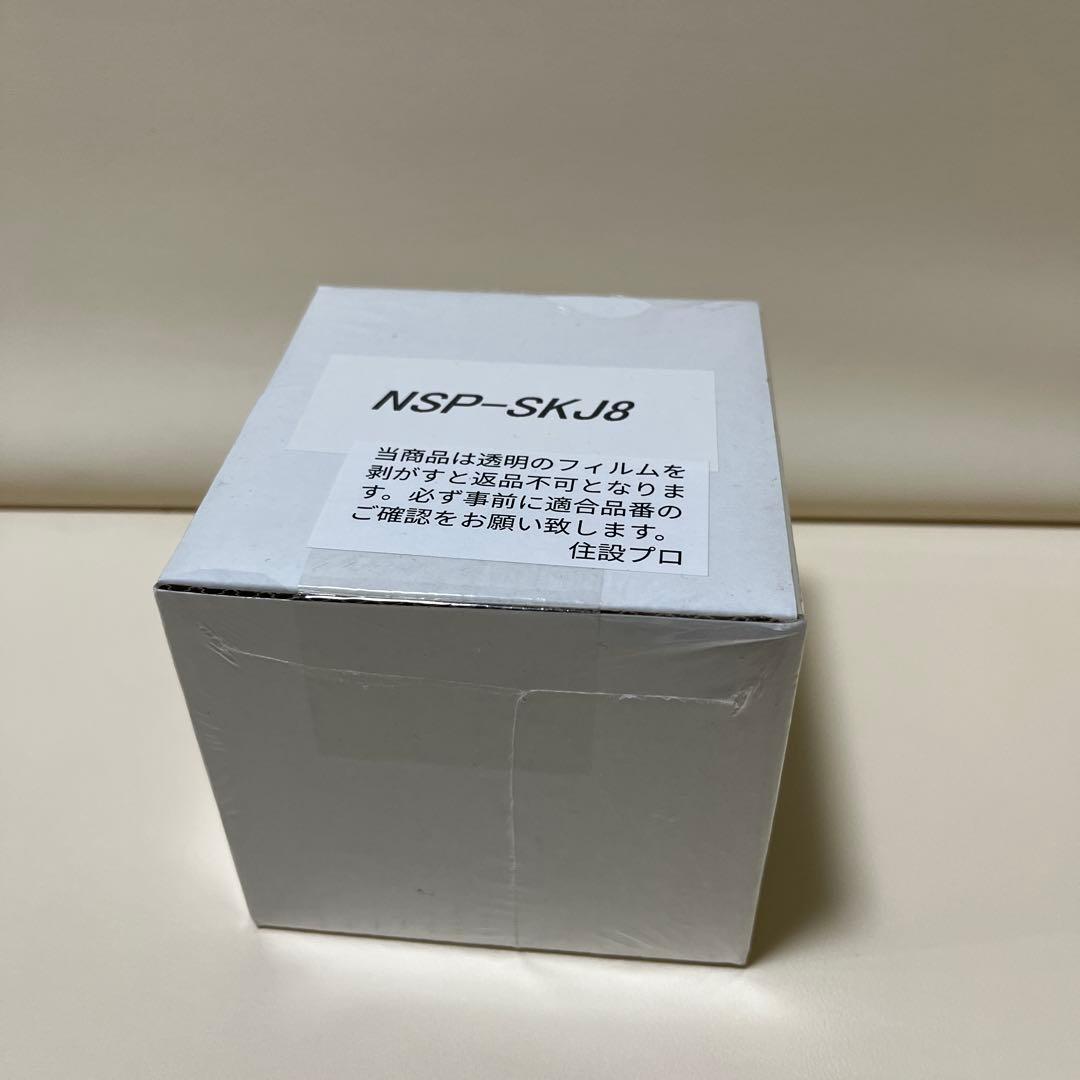 NSP-SKJ8
当商品は透明のフィルムを
剥がすと返品不可となりま
す。必ず事前に適合品番の
ご確認をお願い致します。
住設プロ